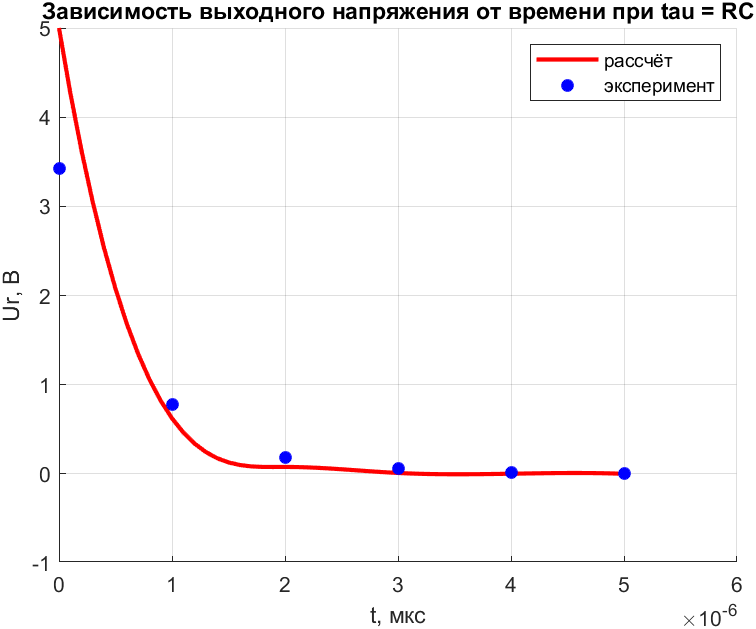 Зависимость выходного напряжения от времени при tau = RC
рассчёт
эксперимент
5
4
3
2
1
0
-1
Ur, В
0 1 2 3 4 5 6
t, мкс
×10-6